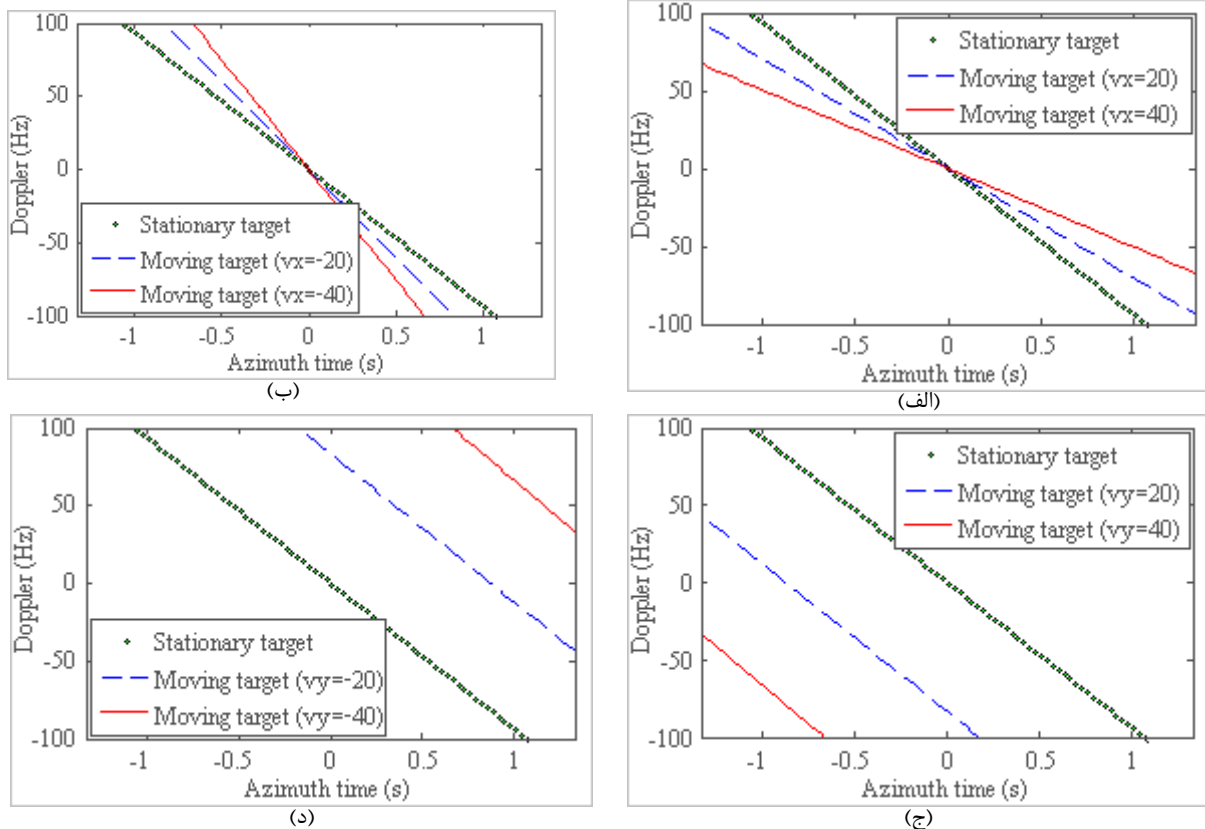 100
50
0
-50
-100
Doppler (Hz)
Stationary target
Moving target (vx=-20)
Moving target (vx=-40)
-1
-0.5
0
0.5
1
Azimuth time (s)
(ب)
100
50
0
-50
-100
Doppler (Hz)
Stationary target
Moving target (vx=20)
Moving target (vx=40)
-1
-0.5
0
0.5
1
Azimuth time (s)
(الف)
100
50
0
-50
-100
Doppler (Hz)
Stationary target
Moving target (vy=-20)
Moving target (vy=-40)
-1
-0.5
0
0.5
1
Azimuth time (s)
(د)
100
50
0
-50
-100
Doppler (Hz)
Stationary target
Moving target (vy=20)
Moving target (vy=40)
-1
-0.5
0
0.5
1
Azimuth time (s)
(ج)